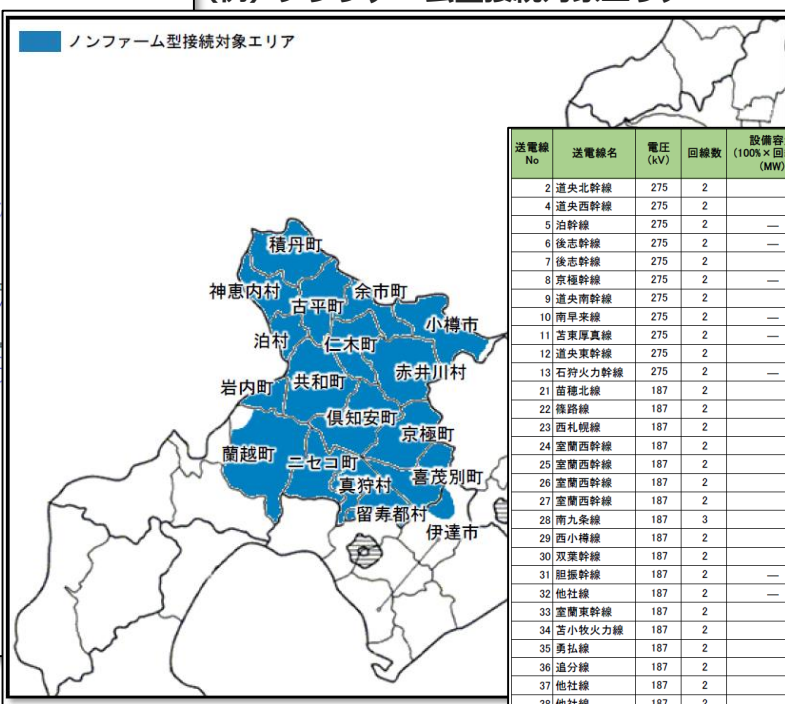 ノンファーム型接続対象エリア
積丹町
神恵内村
古平町
余市町
小樽市
泊村
仁木町
赤井川村
岩内町
共和町
倶知安町
京極町
蘭越町
ニセコ町
喜茂別町
真狩村
留寿都村
伊達市
送電線No 送電線名 電圧(kV) 回線数 設備容 (100%×回 (MW)
2 道央北幹線 275 2
4 道央西幹線 275 2
5 泊幹線 275 2 —
6 後志幹線 275 2 —
7 後志幹線 275 2
8 京極幹線 275 2 —
9 道央南幹線 275 2
10 南早来線 275 2 —
11 苫東厚真線 275 2 —
12 道央東幹線 275 2
13 石狩火力幹線 275 2 —
21 苗穂北線 187 2
22 篠路線 187 2
23 西札幌線 187 2
24 室蘭西幹線 187 2
25 室蘭西幹線 187 2
26 室蘭西幹線 187 2
27 室蘭西幹線 187 2
28 南九条線 187 3
29 西小樽線 187 2
30 双葉幹線 187 2
31 胆振幹線 187 2 —
32 他社線 187 2 —
33 室蘭東幹線 187 2
34 苫小牧火力線 187 2
35 勇払線 187 2
36 追分線 187 2
37 他社線 187 2
38 他社線 187 2